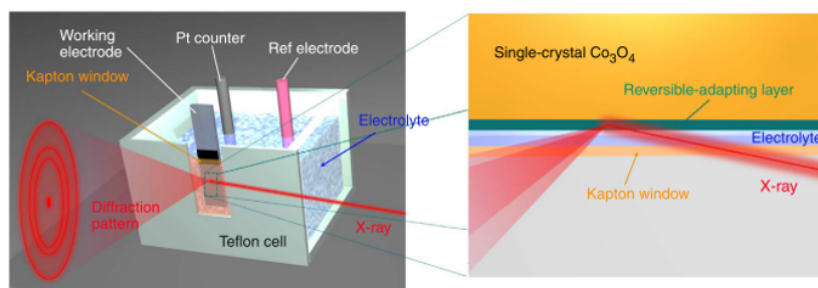 Working
electrode
Pt counter
Ref electrode
Kapton window
Electrolyte
Diffraction
pattern
X-ray
Teflon cell
Single-crystal Co₃O₄
Reversible-adapting layer
Electrolyte
Kapton window
X-ray